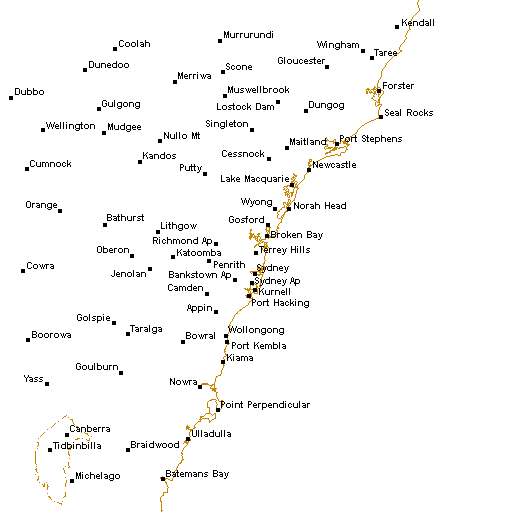 Kendall
Murrurundi
Wingham
Coolah
Taree
Gloucester
Dunedoo
Scone
Merriwa
Forster
Muswellbrook
Dubbo
Gulgong
Lostock Dam
Dungog
Seal Rocks
Singleton
Wellington
Mudgee
Nullo Mt
Port Stephens
Maitland
Cessnock
Kandos
Cumnock
Putty
Newcastle
Lake Macquarie
Orange
Wyong
Norah Head
Bathurst
Gosford
Lithgow
Broken Bay
Richmond Ap
Oberon
Katoomba
Terrey Hills
Penrith
Cowra
Jenolan
Bankstown Ap
Sydney
Sydney Ap
Camden
Kurnell
Port Hacking
Appin
Golspie
Taralga
Wollongong
Boorowa
Bowral
Port Kembla
Kiama
Goulburn
Yass
Nowra
Point Perpendicular
Canberra
Ulladulla
Tidbinbilla
Braidwood
Michelago
Batemans Bay